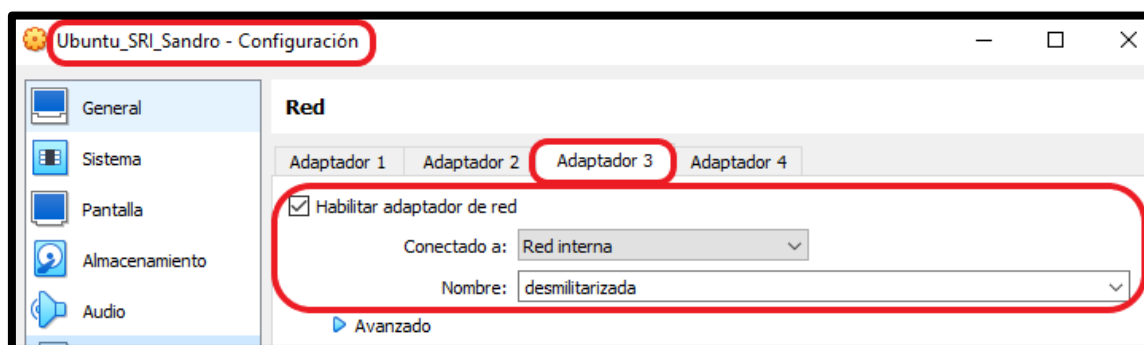 Ubuntu_SRI_Sandro - Configuración
General
Sistema
Pantalla
Almacenamiento
Audio
Red
Adaptador 1 Adaptador 2 Adaptador 3 Adaptador 4
Habilitar adaptador de red
Conectado a: Red interna
Nombre: desmilitarizada
Avanzado